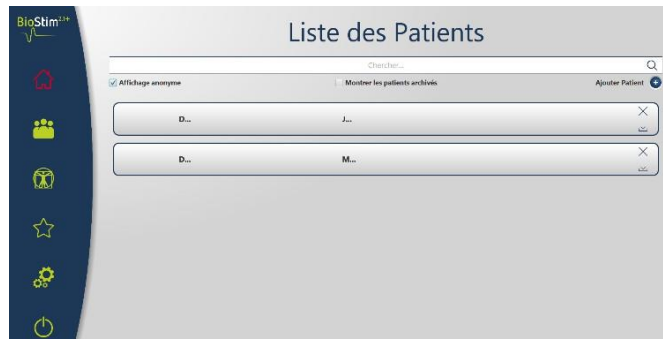 BioStim2.5+
Liste des Patients
Chercher...
Affichage anonyme Montrer les patients archivés Ajouter Patient
D... J...
D... M...